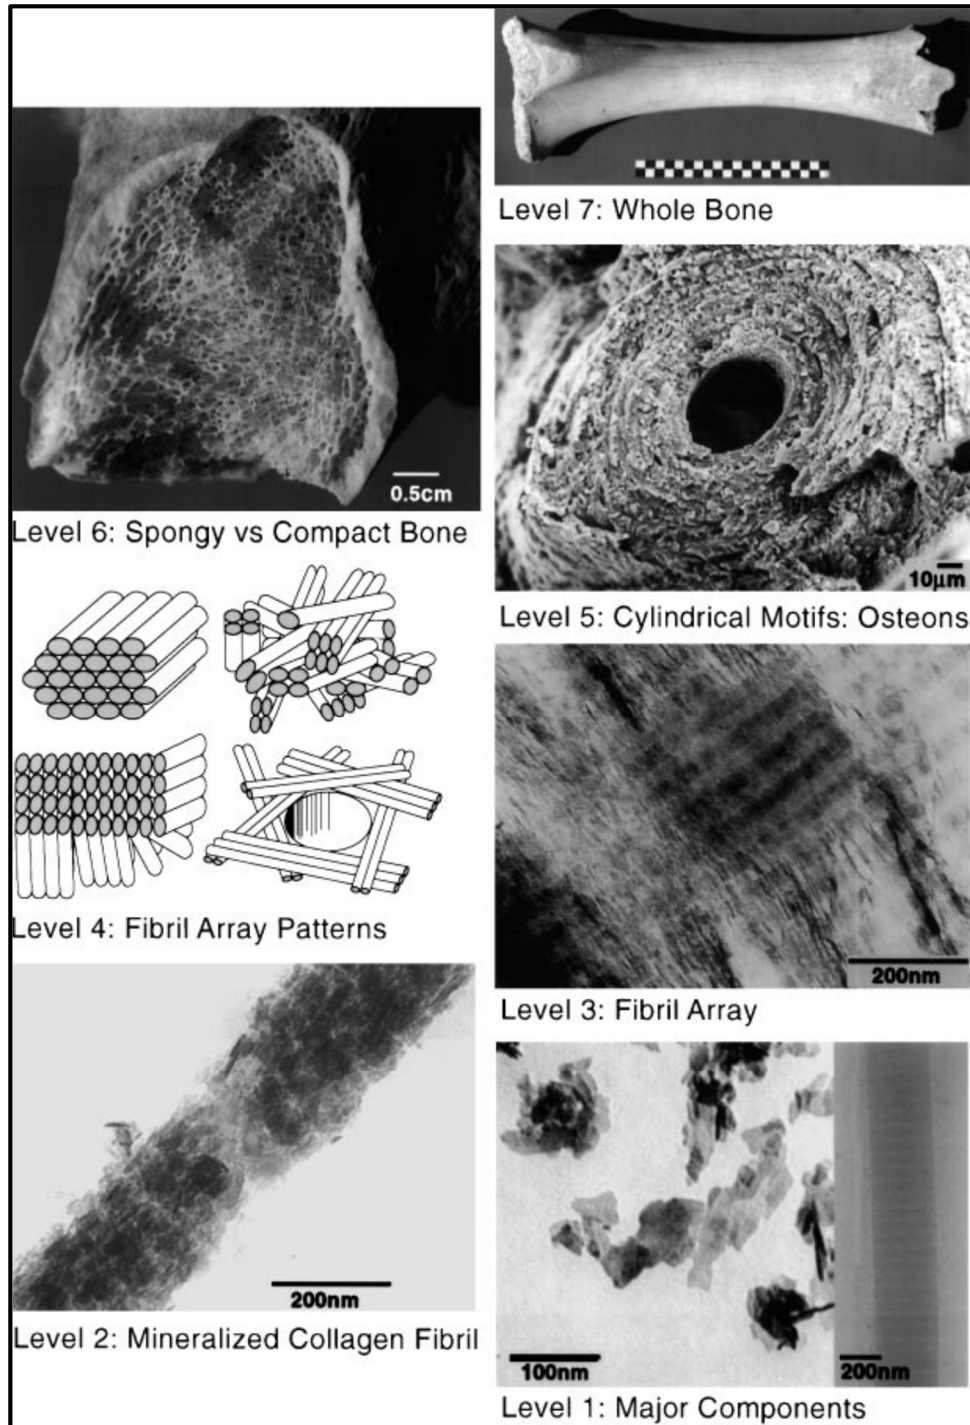 Level 7: Whole Bone
0.5cm
Level 6: Spongy vs Compact Bone
10µm
Level 5: Cylindrical Motifs: Osteons
Level 4: Fibril Array Patterns
200nm
Level 3: Fibril Array
200nm
Level 2: Mineralized Collagen Fibril
100nm
200nm
Level 1: Major Components